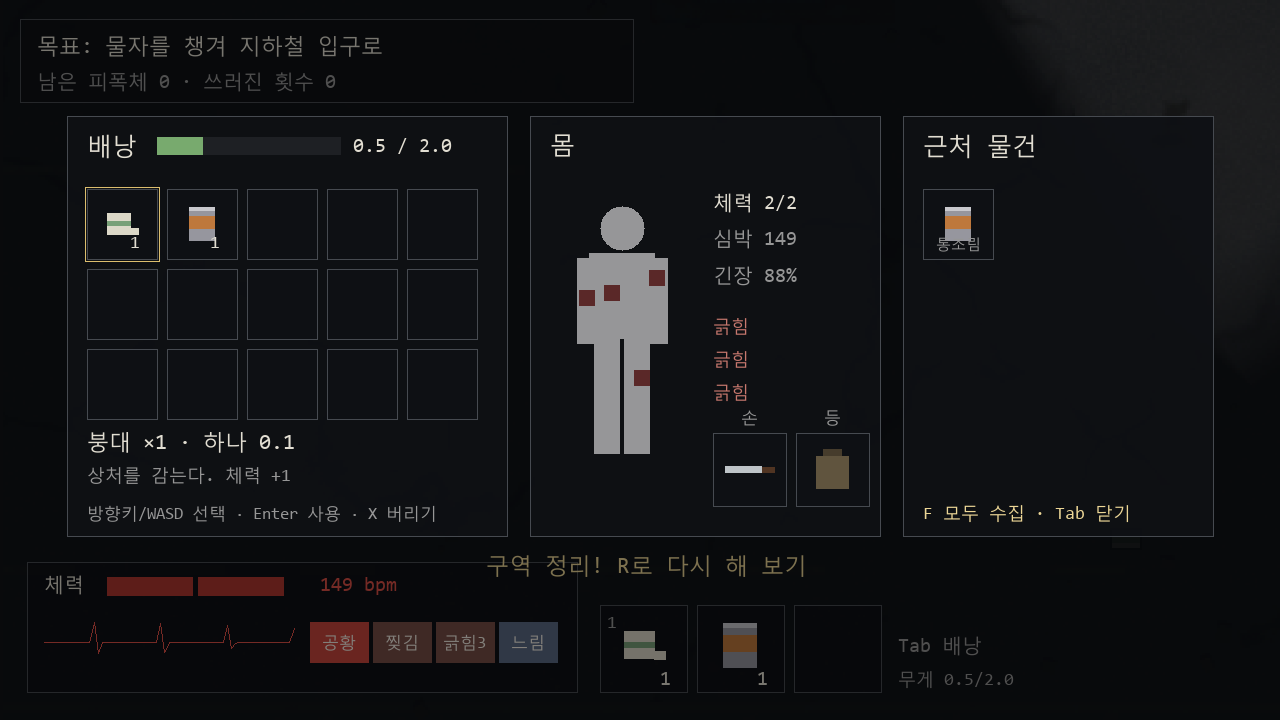 목표: 물자를 챙겨 지하철 입구로
남은 피폭체 0 · 쓰러진 횟수 0
배낭 0.5 / 2.0
1
1
붕대 ×1 · 하나 0.1
상처를 감는다. 체력 +1
방향키/WASD 선택 · Enter 사용 · X 버리기
몸
체력 2/2
심박 149
긴장 88%
긁힘
긁힘
긁힘
손
등
근처 물건
통조림
F 모두 수집 · Tab 닫기
구역 정리! R로 다시 해 보기
체력 149 bpm
공황
찢김
긁힘3
느림
1
1
1
Tab 배낭
무게 0.5/2.0